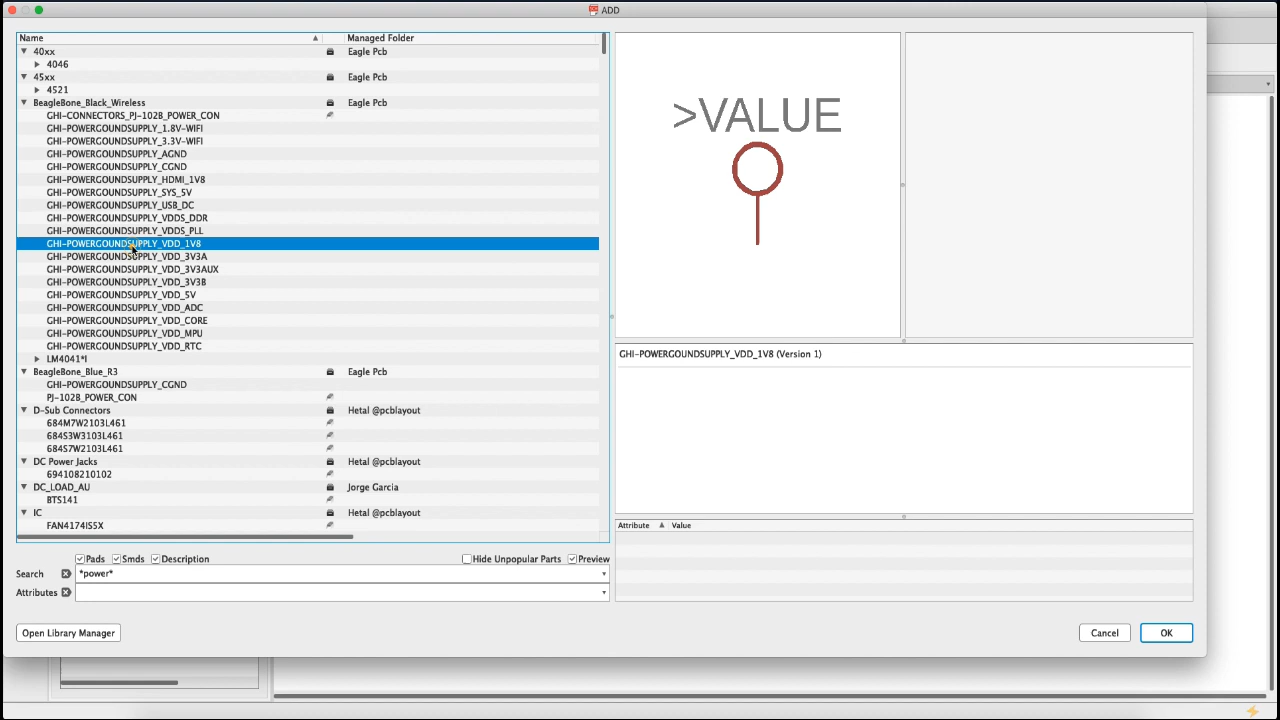 ADD
Name Managed Folder
40xx Eagle Pcb
4046
45xx Eagle Pcb
4521
BeagleBone_Black_Wireless Eagle Pcb
GHI-CONNECTORS_PJ-102B_POWER_CON
GHI-POWERGOUNDSUPPLY_1.8V-WIFI
GHI-POWERGOUNDSUPPLY_3.3V-WIFI
GHI-POWERGOUNDSUPPLY_AGND
GHI-POWERGOUNDSUPPLY_CGND
GHI-POWERGOUNDSUPPLY_HDMI_1V8
GHI-POWERGOUNDSUPPLY_SYS_5V
GHI-POWERGOUNDSUPPLY_USB_DC
GHI-POWERGOUNDSUPPLY_VDDS_DDR
GHI-POWERGOUNDSUPPLY_VDDS_PLL
GHI-POWERGOUNDSUPPLY_VDD_1V8
GHI-POWERGOUNDSUPPLY_VDD_3V3A
GHI-POWERGOUNDSUPPLY_VDD_3V3AUX
GHI-POWERGOUNDSUPPLY_VDD_3V3B
GHI-POWERGOUNDSUPPLY_VDD_5V
GHI-POWERGOUNDSUPPLY_VDD_ADC
GHI-POWERGOUNDSUPPLY_VDD_CORE
GHI-POWERGOUNDSUPPLY_VDD_MPU
GHI-POWERGOUNDSUPPLY_VDD_RTC
LM4041*I
BeagleBone_Blue_R3 Eagle Pcb
GHI-POWERGOUNDSUPPLY_CGND
PJ-102B_POWER_CON
D-Sub Connectors Hetal @pcblayout
684M7W2103L461
684S3W3103L461
684S7W2103L461
DC Power Jacks Hetal @pcblayout
694108210102
DC_LOAD_AU Jorge Garcia
BTS141
IC Hetal @pcblayout
FAN4174IS5X
Pads Smds Description Hide Unpopular Parts Preview
Search *power*
Attributes
Open Library Manager
>VALUE
GHI-POWERGOUNDSUPPLY_VDD_1V8 (Version 1)
Attribute Value
Cancel OK